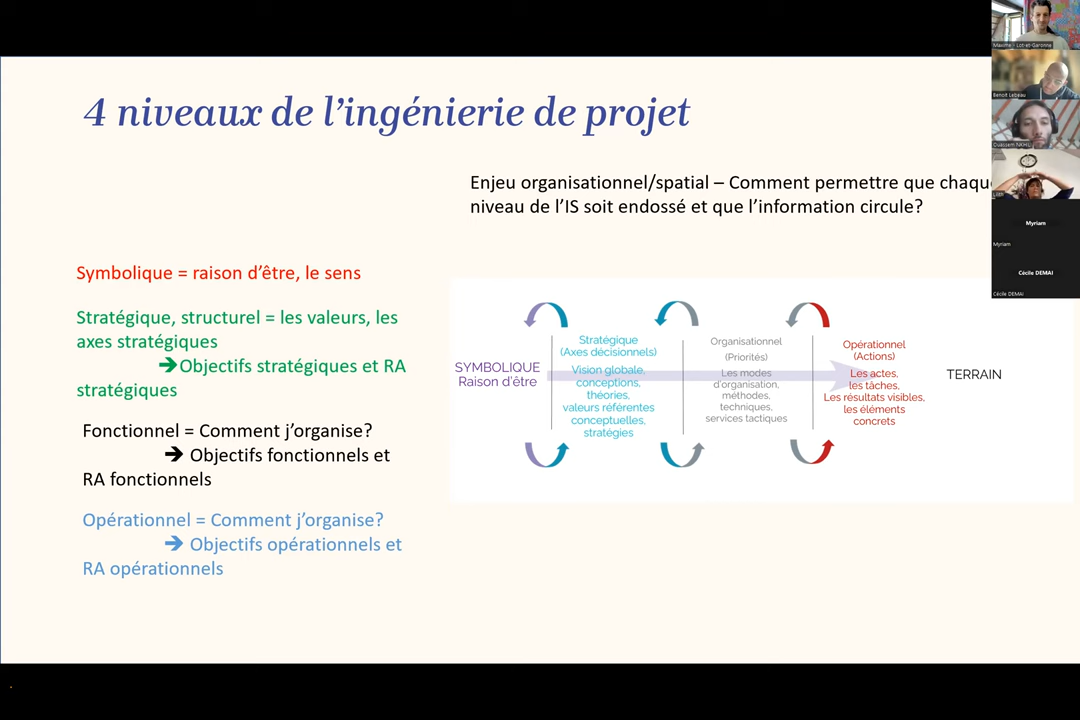 4 niveaux de l’ingénierie de projet
Enjeu organisationnel/spatial – Comment permettre que chaque
niveau de l’IS soit endossé et que l’information circule?
Symbolique = raison d’être, le sens
Stratégique, structurel = les valeurs, les
axes stratégiques
➔Objectifs stratégiques et RA
stratégiques
Fonctionnel = Comment j’organise?
➔ Objectifs fonctionnels et
RA fonctionnels
Opérationnel = Comment j’organise?
➔ Objectifs opérationnels et
RA opérationnels
SYMBOLIQUE
Raison d’être
Stratégique
(Axes décisionnels)
Vision globale,
conceptions,
théories,
valeurs référentes
conceptuelles,
stratégies
Organisationnel
(Priorités)
Les modes
d’organisation,
méthodes,
techniques,
services tactiques
Opérationnel
(Actions)
Les actes,
les tâches,
Les résultats visibles,
les éléments
concrets
TERRAIN
Maxime - Lot-et-Garonne
Benoit Lebeau
Myriam
Myriam
Cécile DEMAI
Cécile DEMAI